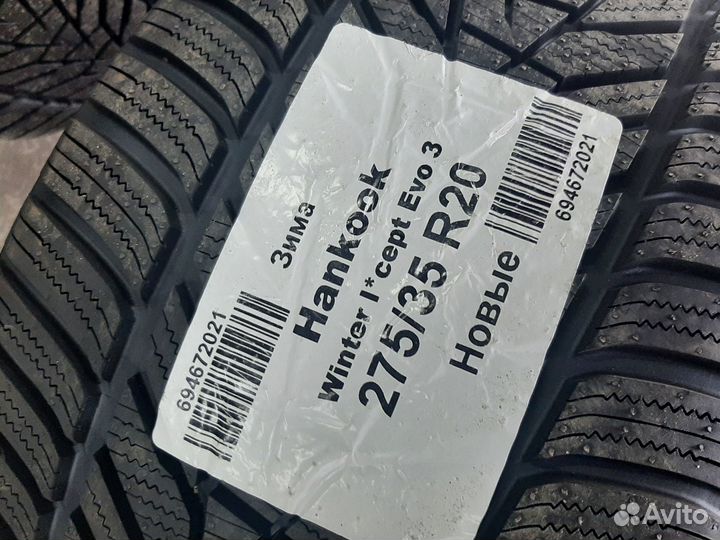 Зима
Hankook
Winter I*cept Evo 3
275/35 R20
Новые
694672021
694672021
Avito